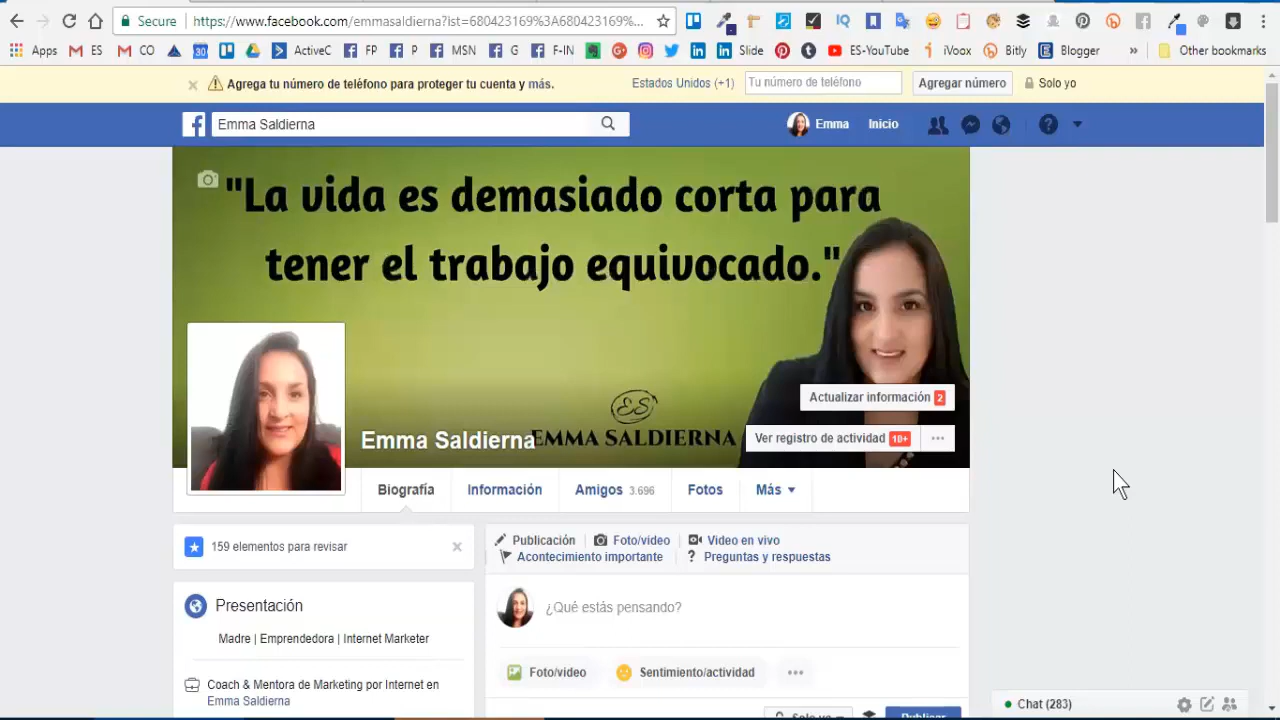 Secure https://www.facebook.com/emmasaldierna?lst=680423169%3A680423169%...
Apps ES CO ActiveC FP P MSN G F-IN Slide ES-YouTube iVoox Bitly Blogger » Other bookmarks
Agrega tu número de teléfono para proteger tu cuenta y más. Estados Unidos (+1) Tu número de teléfono Agregar número Solo yo
Emma Saldierna Emma Inicio
"La vida es demasiado corta para
tener el trabajo equivocado."
ES
Actualizar información 2
EMMA SALDIERNA
Emma Saldierna
Ver registro de actividad 10+
Biografía Información Amigos 3.696 Fotos Más
159 elementos para revisar
Publicación Foto/video Video en vivo
Acontecimiento importante Preguntas y respuestas
Presentación
¿Qué estás pensando?
Madre | Emprendedora | Internet Marketer
Foto/video Sentimiento/actividad
Coach & Mentora de Marketing por Internet en
Emma Saldierna
Chat (283)
Solo yo Publicar